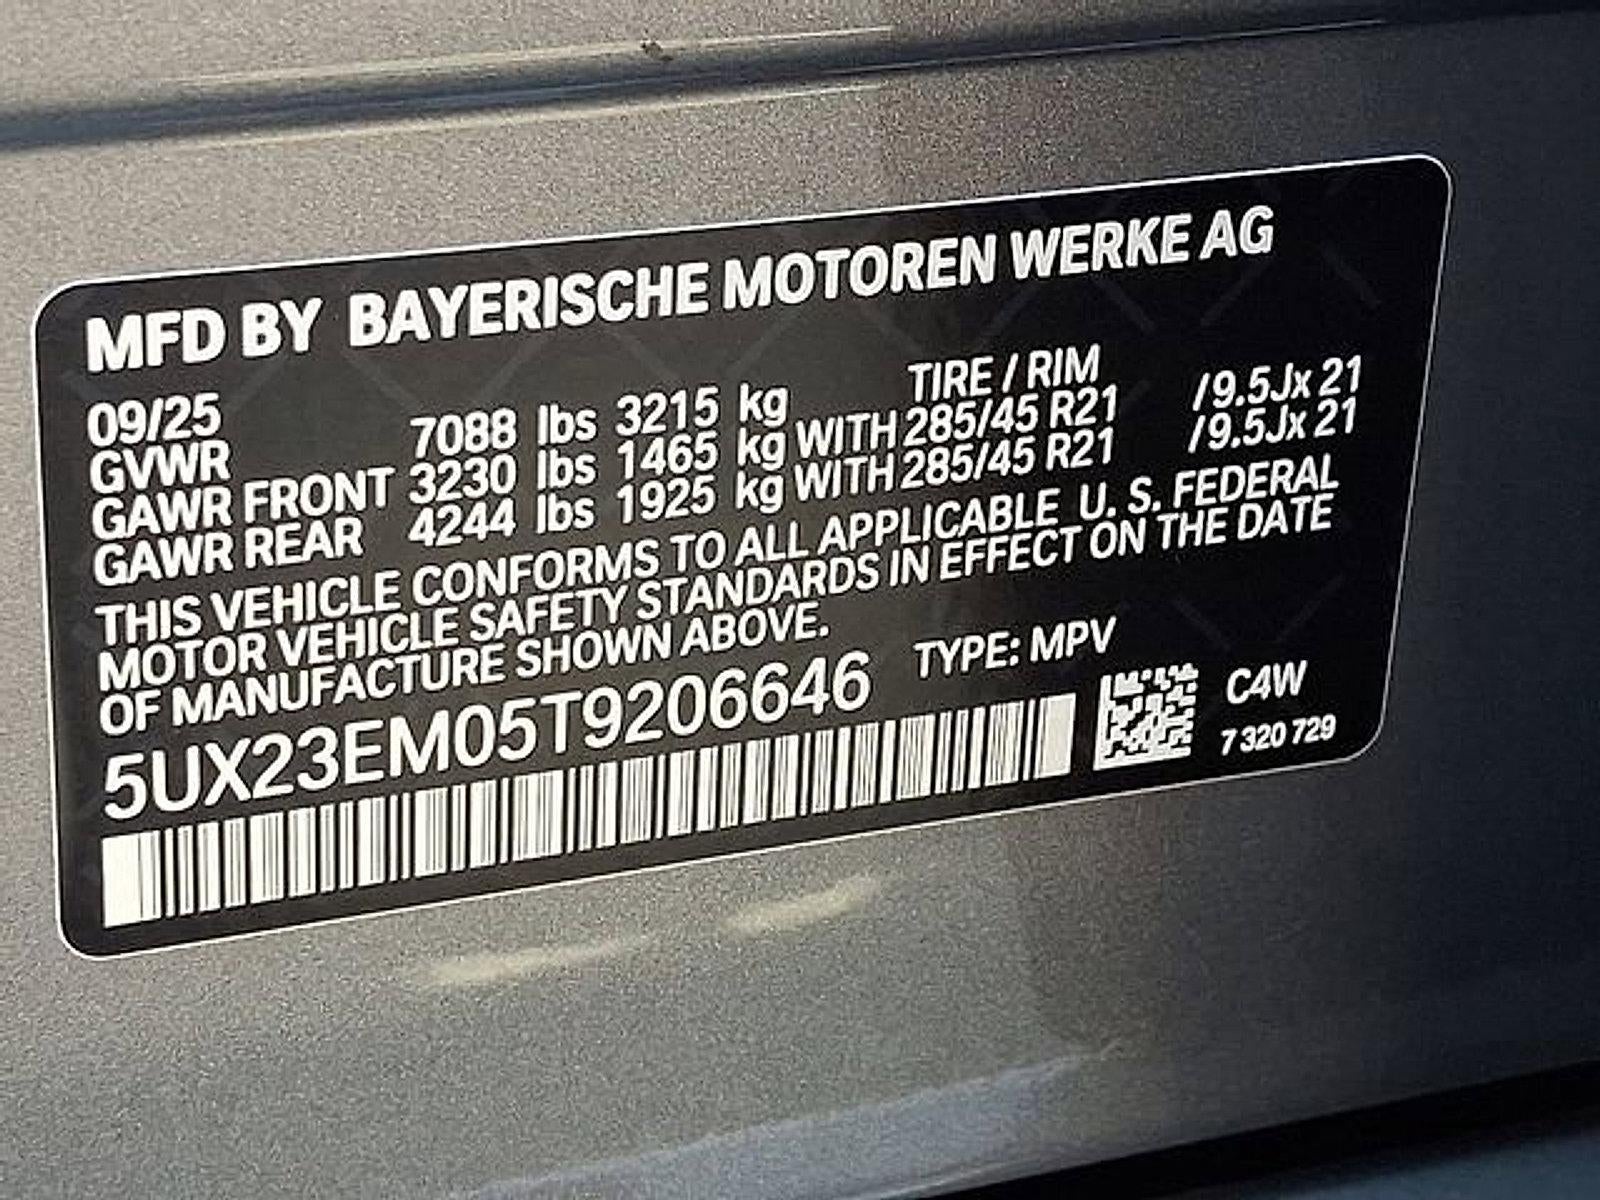 MFD BY BAYERISCHE MOTOREN WERKE AG
09/25 TIRE / RIM
GVWR 7088 lbs 3215 kg
GAWR FRONT 3230 lbs 1465 kg WITH 285/45 R21 /9.5Jx 21
GAWR REAR 4244 lbs 1925 kg WITH 285/45 R21 /9.5Jx 21
THIS VEHICLE CONFORMS TO ALL APPLICABLE U. S. FEDERAL
MOTOR VEHICLE SAFETY STANDARDS IN EFFECT ON THE DATE
OF MANUFACTURE SHOWN ABOVE.
5UX23EM05T9206646 TYPE: MPV
C4W
7 320 729